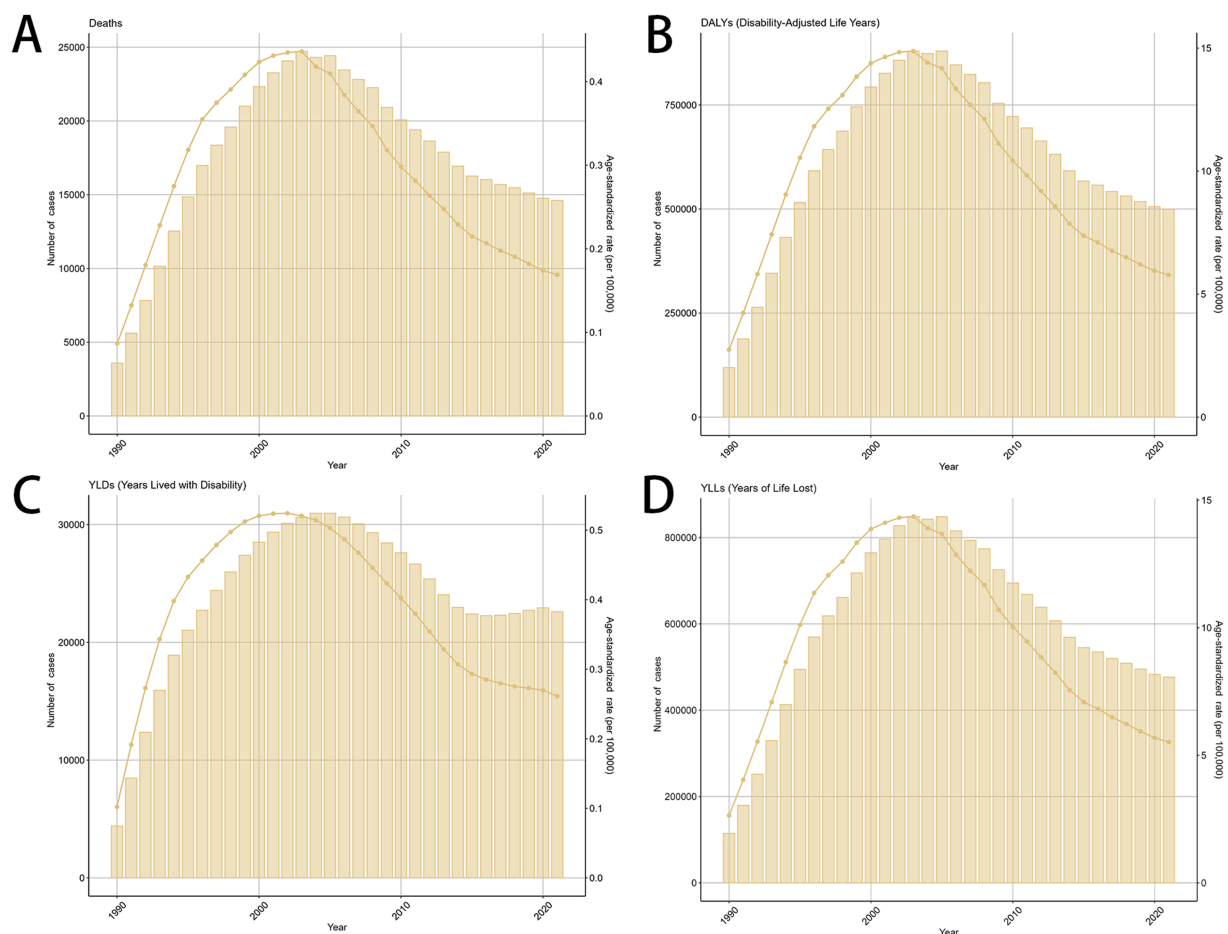 A
Deaths
25000
20000
15000
10000
5000
0
0.4
0.3
0.2
0.1
0.0
Number of cases
Age-standardized rate (per 100,000)
1990
2000
2010
2020
Year
B
DALYs (Disability-Adjusted Life Years)
750000
500000
250000
0
15
10
5
0
Number of cases
Age-standardized rate (per 100,000)
1990
2000
2010
2020
Year
C
YLDs (Years Lived with Disability)
30000
20000
10000
0
0.5
0.4
0.3
0.2
0.1
0.0
Number of cases
Age-standardized rate (per 100,000)
1990
2000
2010
2020
Year
D
YLLs (Years of Life Lost)
800000
600000
400000
200000
0
15
10
5
0
Number of cases
Age-standardized rate (per 100,000)
1990
2000
2010
2020
Year